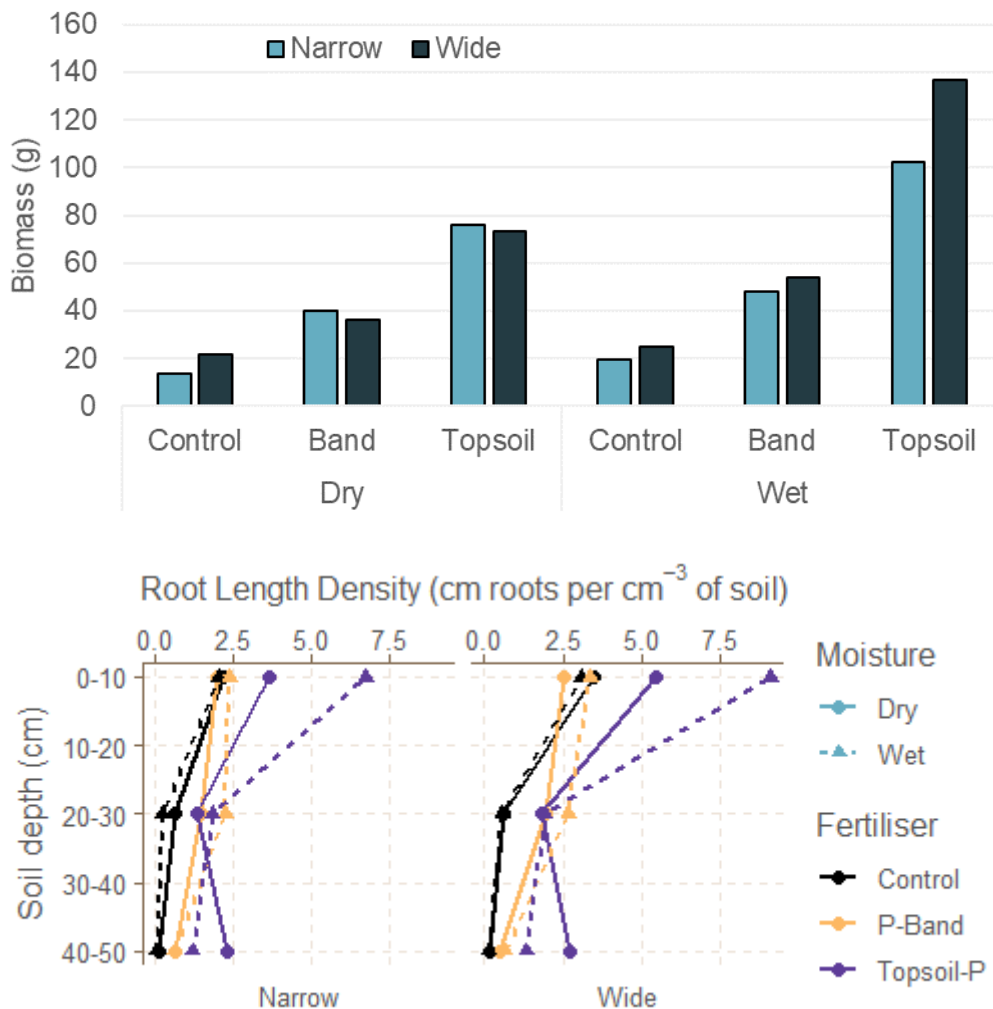 160
140
120
100
80
60
40
20
0
Biomass (g)
Narrow Wide
Control Band Topsoil Control Band Topsoil
Dry Wet
Root Length Density (cm roots per cm⁻³ of soil)
0.0 2.5 5.0 7.5 0.0 2.5 5.0 7.5
Soil depth (cm)
0-10
10-20
20-30
30-40
40-50
Narrow Wide
Moisture
Dry
Wet
Fertiliser
Control
P-Band
Topsoil-P